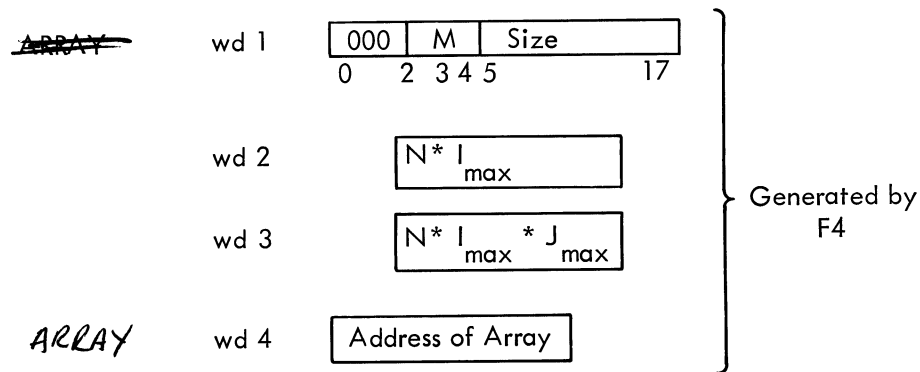 ARRAY wd 1 000 M Size
0 2 3 4 5 17
wd 2 N* I max
Generated by
F4
wd 3 N* I max * J max
ARRAY wd 4 Address of Array